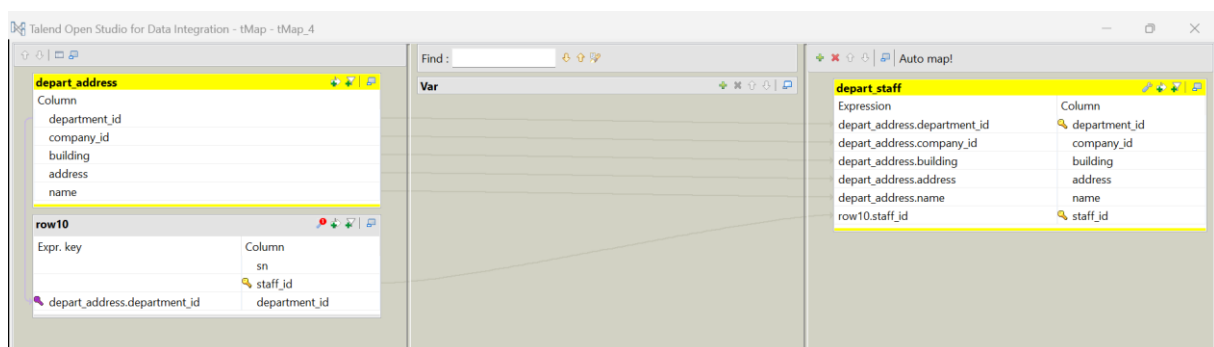 Talend Open Studio for Data Integration - tMap - tMap_4
Find :
Auto map!
depart_address
Column
department_id
company_id
building
address
name
row10
Expr. key Column
sn
staff_id
depart_address.department_id department_id
Var
depart_staff
Expression Column
depart_address.department_id department_id
depart_address.company_id company_id
depart_address.building building
depart_address.address address
depart_address.name name
row10.staff_id staff_id